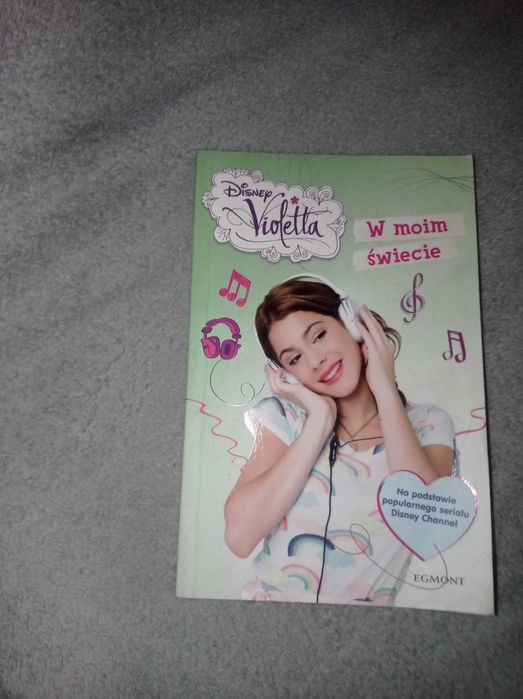 Disney
Violetta
W moim
świecie
Na podstawie
popularnego serialu
Disney Channel
EGMONT